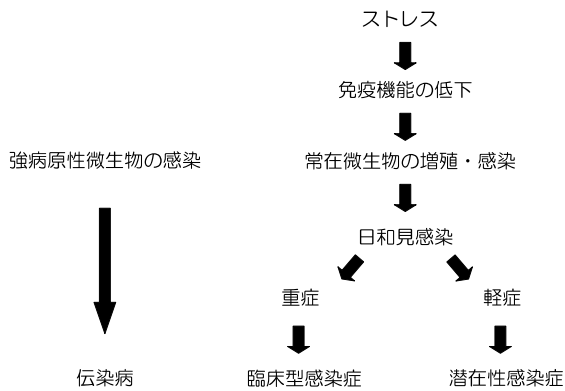 ストレス
免疫機能の低下
強病原性微生物の感染
常在微生物の増殖・感染
日和見感染
重症
軽症
伝染病
臨床型感染症
潜在性感染症